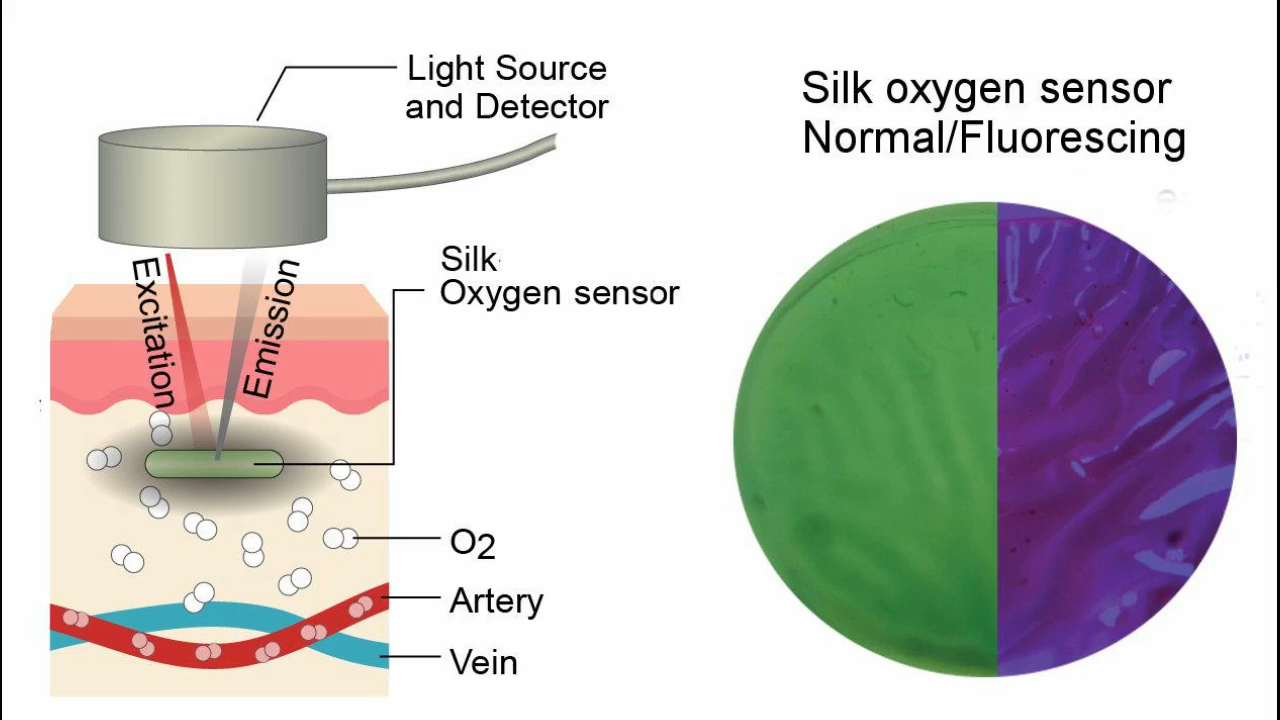 Light Source
and Detector
Silk oxygen sensor
Normal/Fluorescing
Excitation
Emission
Silk
Oxygen sensor
O2
Artery
Vein